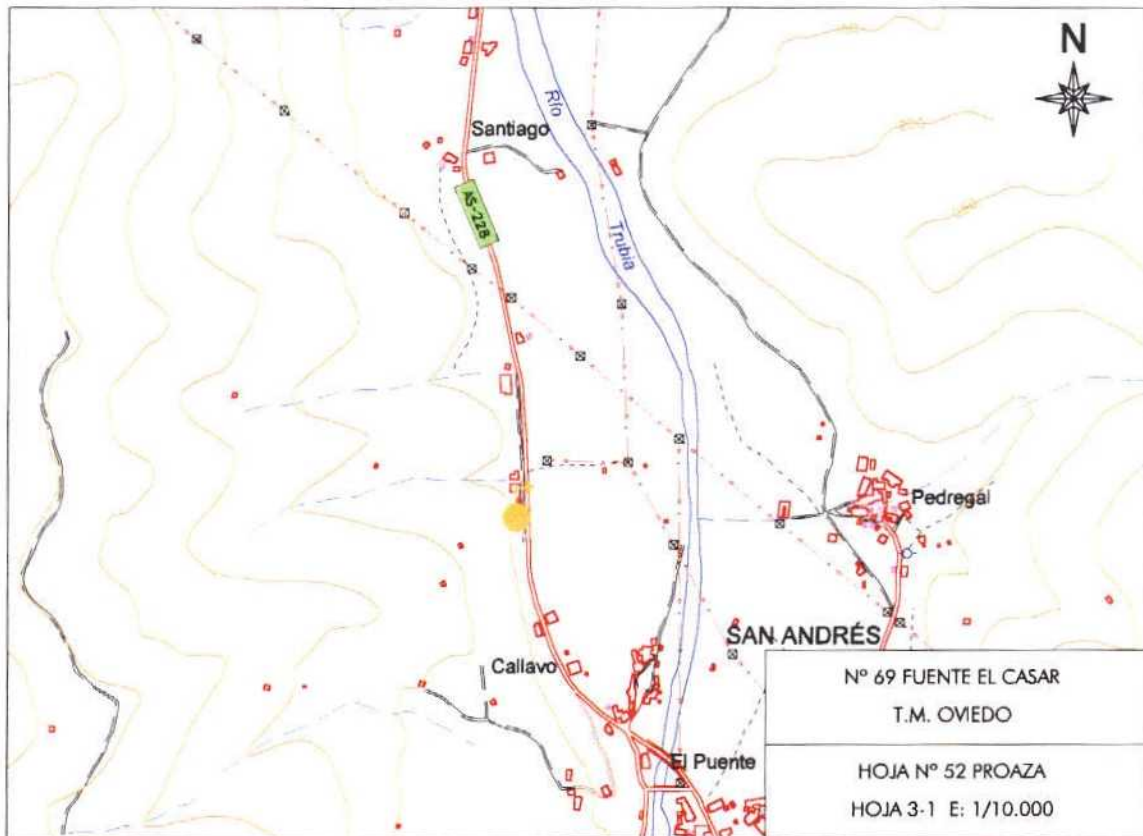 N
Santiago
Río
Trubia
AS-228
Pedregal
SAN ANDRÉS
Callavo
El Puente
Nº 69 FUENTE EL CASAR
T.M. OVIEDO
HOJA Nº 52 PROAZA
HOJA 3-1 E: 1/10.000